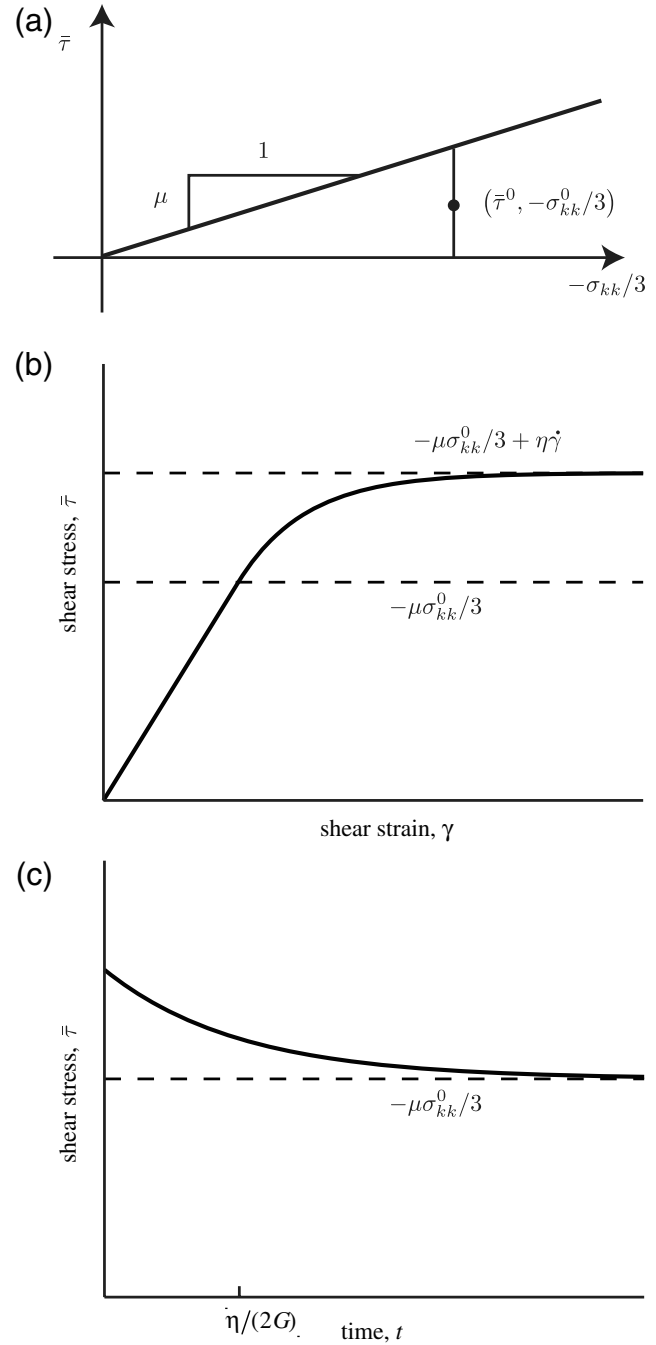 (a)
τ̄
1
μ
(τ̄⁰, −σ⁰ₖₖ/3)
−σₖₖ/3
(b)
−μσ⁰ₖₖ/3 + ηγ̇
shear stress, τ̄
−μσ⁰ₖₖ/3
shear strain, γ
(c)
shear stress, τ̄
−μσ⁰ₖₖ/3
η/(2G)
time, t